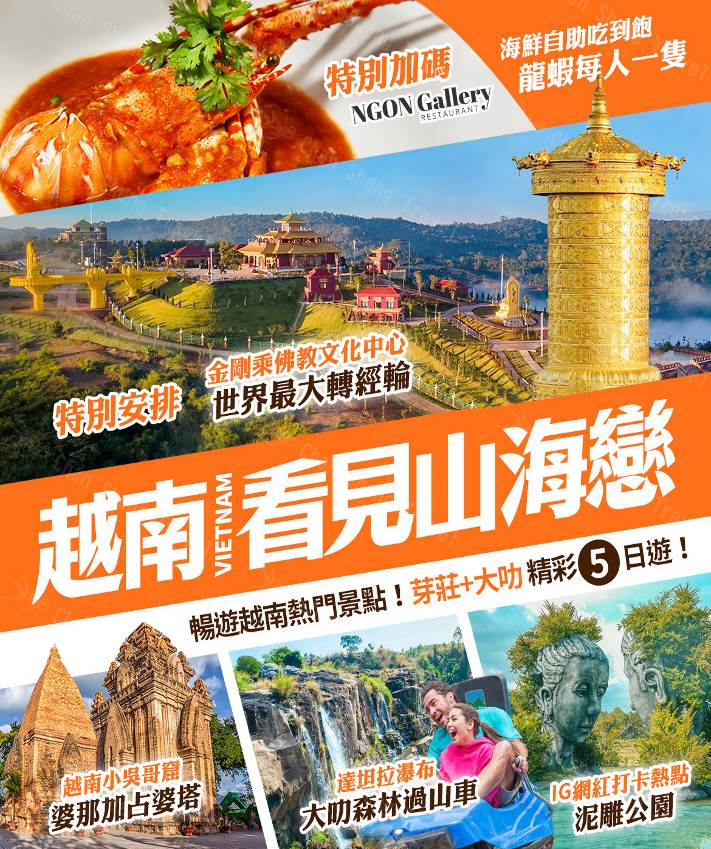 特別加碼
NGON Gallery
RESTAURANT
海鮮自助吃到飽
龍蝦每人一隻
特別安排
金剛乘佛教文化中心
世界最大轉經輪
越南
VIETNAM
看見山海戀
暢遊越南熱門景點！芽莊+大叻 精彩5日遊！
越南小吳哥窟
婆那加占婆塔
達坦拉瀑布
大叻森林過山車
IG網紅打卡熱點
泥雕公園
Chan Sheng Travel